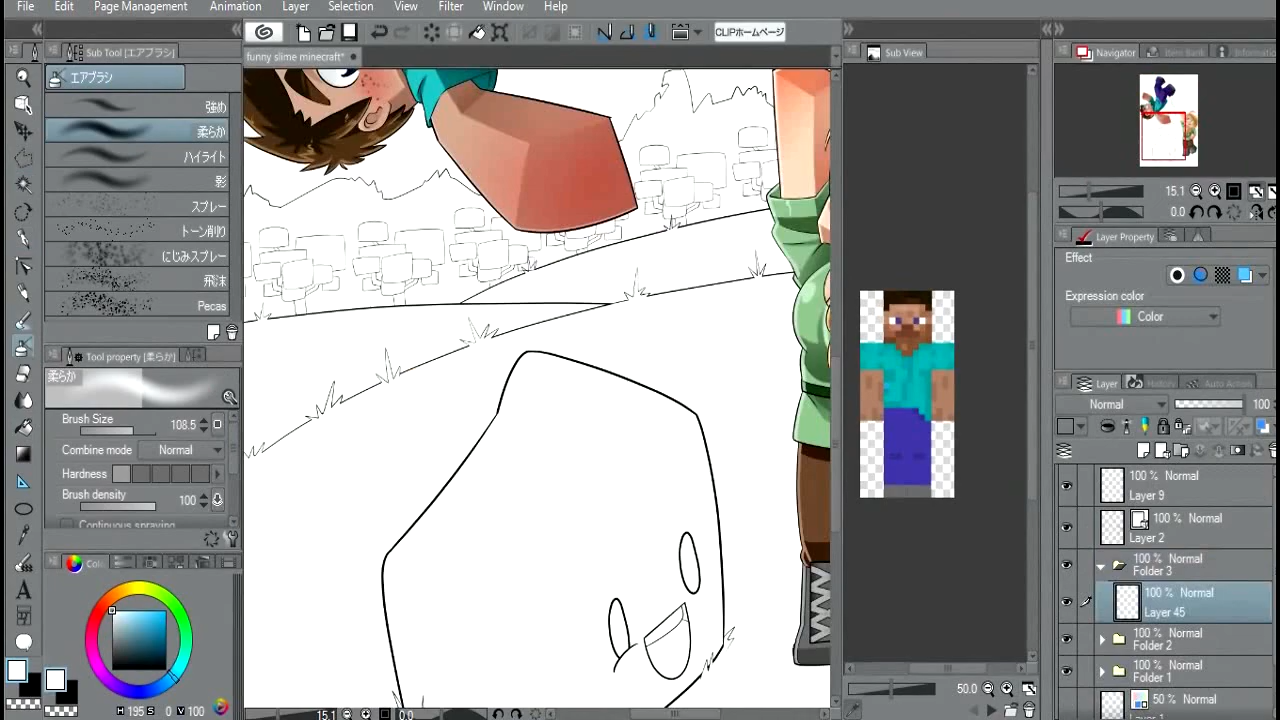 File Edit Page Management Animation Layer Selection View Filter Window Help
CLIPホームページ
Sub Tool [エアブラシ]
エアブラシ
強め
柔らか
ハイライト
影
スプレー
トーン削り
にじみスプレー
飛沫
Pecas
Tool property [柔らか]
柔らか
Brush Size 108.5
Combine mode Normal
Hardness
Brush density 100
Continuous spraying
H 195 S 0 V 100
funny slime minecraft*
15.1 0.0
Sub View
50.0
Navigator Item Bank Informatio
15.1
0.0
Layer Property
Effect
Expression color
Color
Layer History Auto Action
Normal 100
100 % Normal
Layer 9
100 % Normal
Layer 2
100 % Normal
Folder 3
100 % Normal
Layer 45
100 % Normal
Folder 2
100 % Normal
Folder 1
50 % Normal